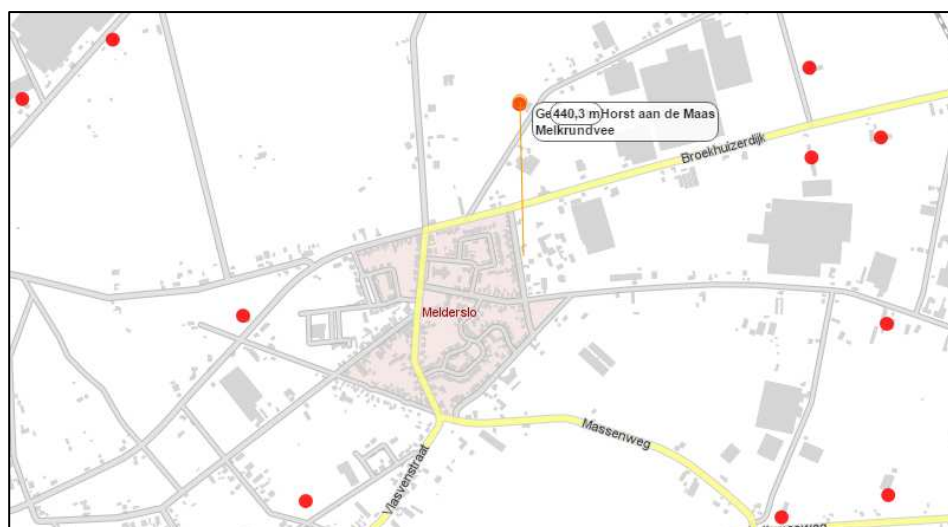 Ge440,3 mHorst aan de Maas
Melkrundvee
Broekhuizerdijk
Melderslo
Massenweg
Vlasvenstraat